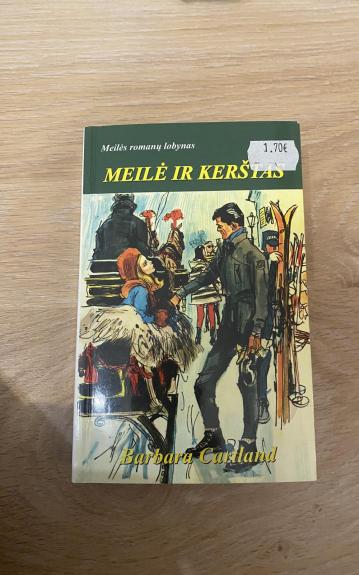 Meilės romanų lobynas
1.70€
MEILĖ IR KERŠTAS
Barbara Cartland